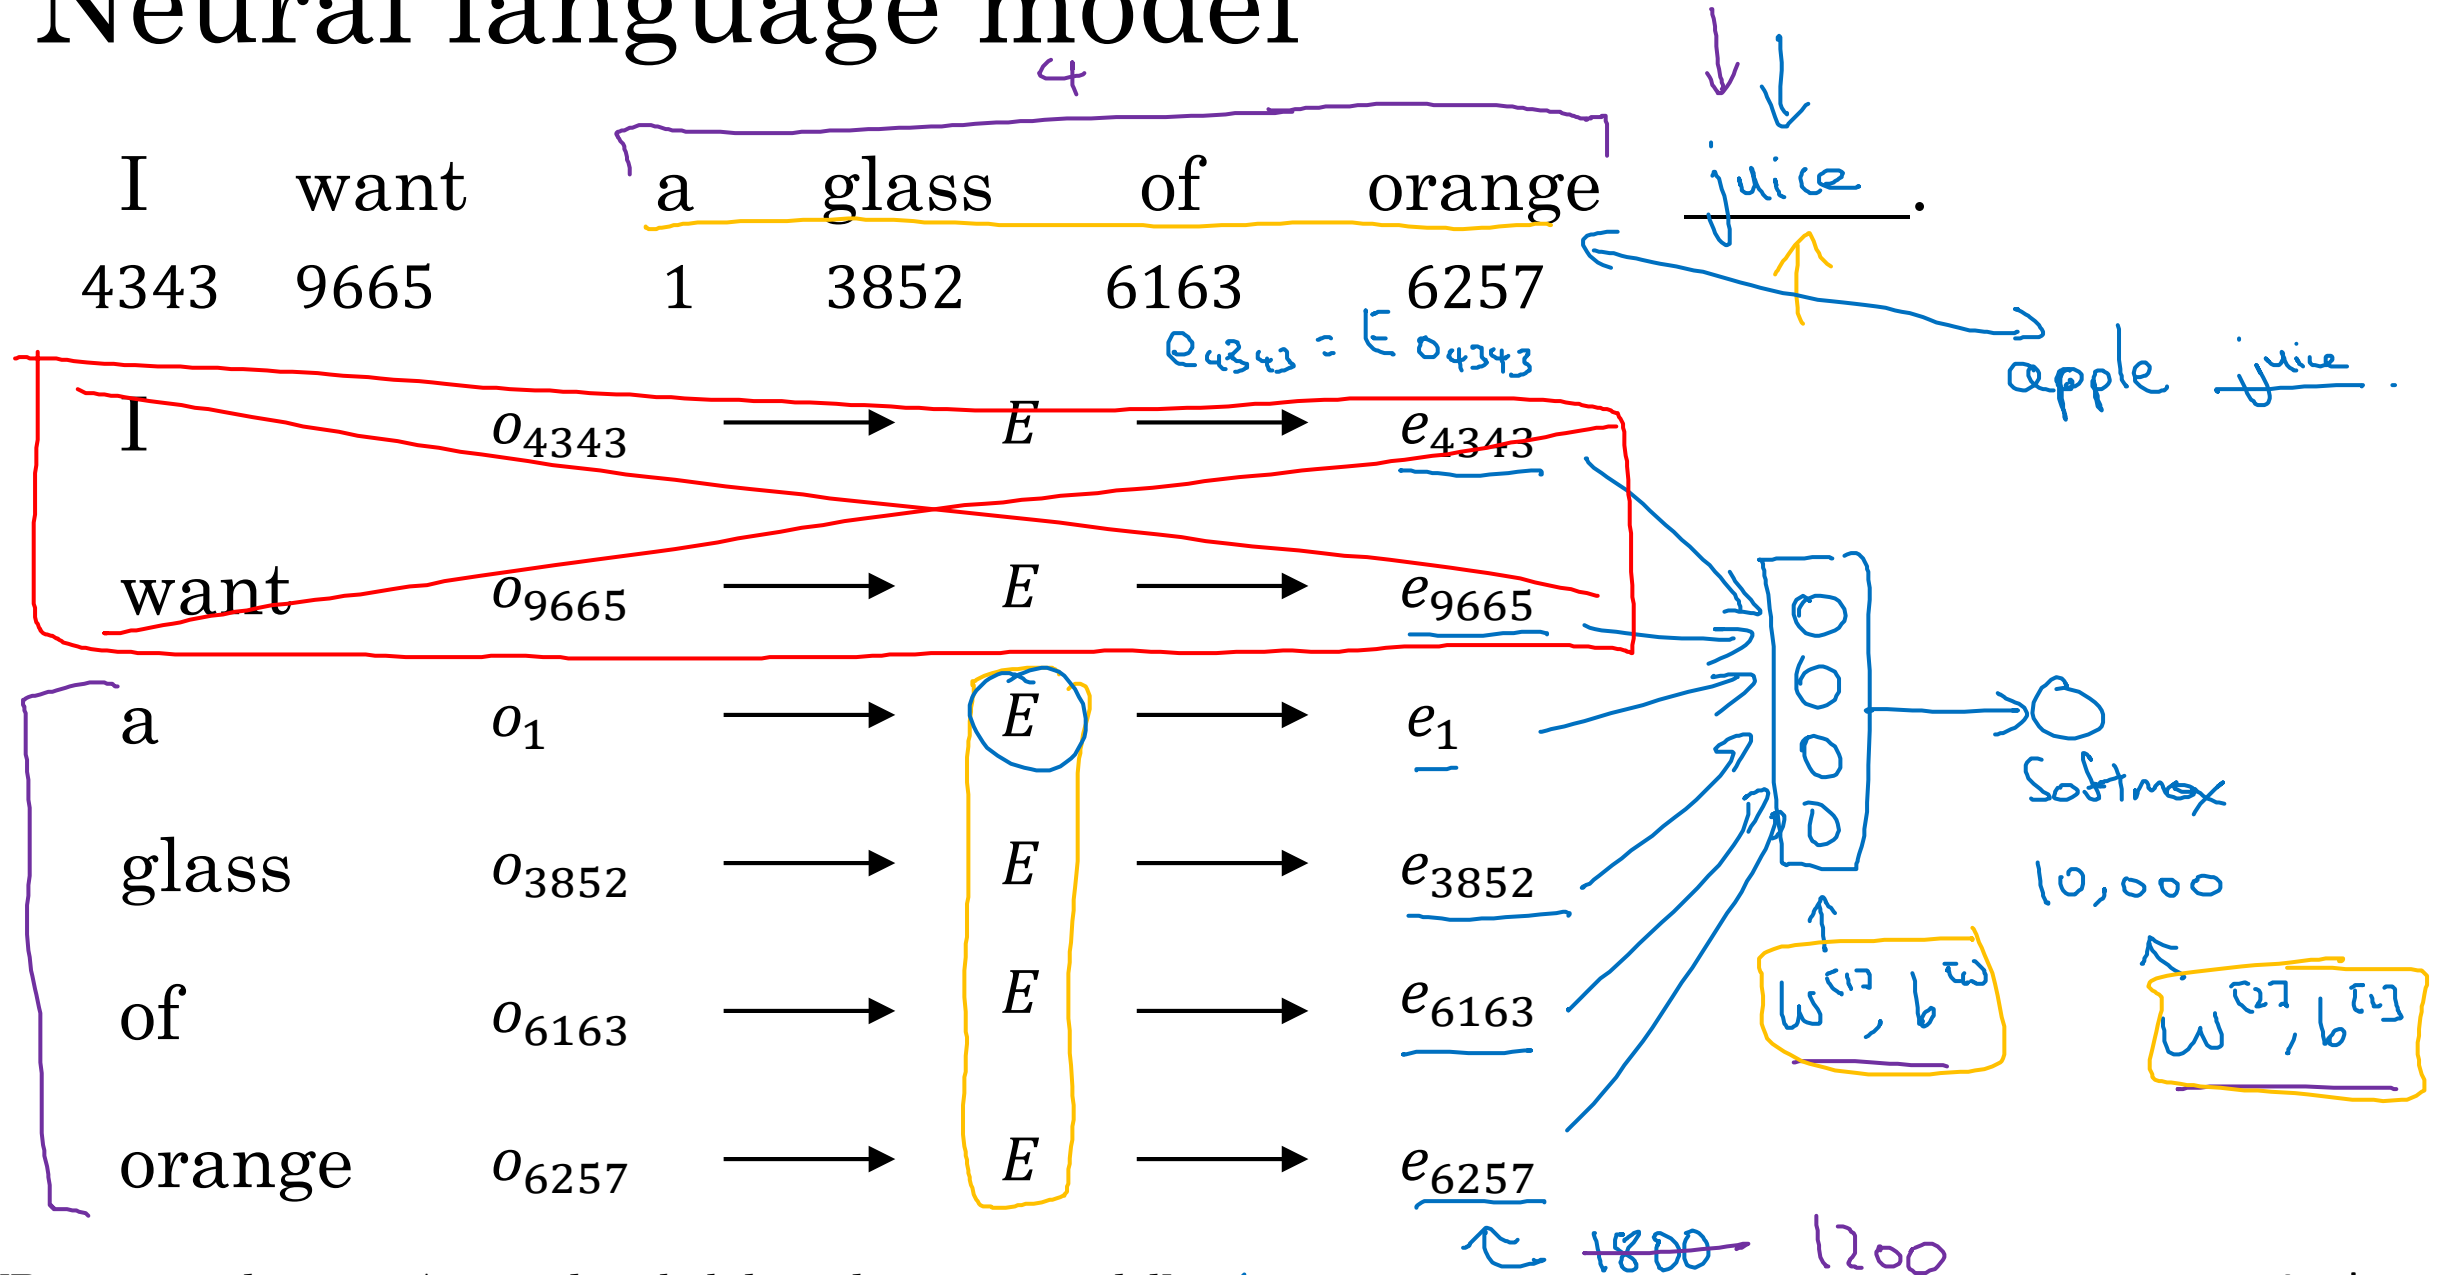 Neural language model
4
I want a glass of orange juice .
4343 9665 1 3852 6163 6257
e4343 = E o4343
apple juice .
I o4343 → E → e4343
want o9665 → E → e9665
a o1 → E → e1
Softmax
glass o3852 → E → e3852
10,000
of o6163 → E → e6163
W[1], b[1]
W[2], b[2]
orange o6257 → E → e6257
1800 1200